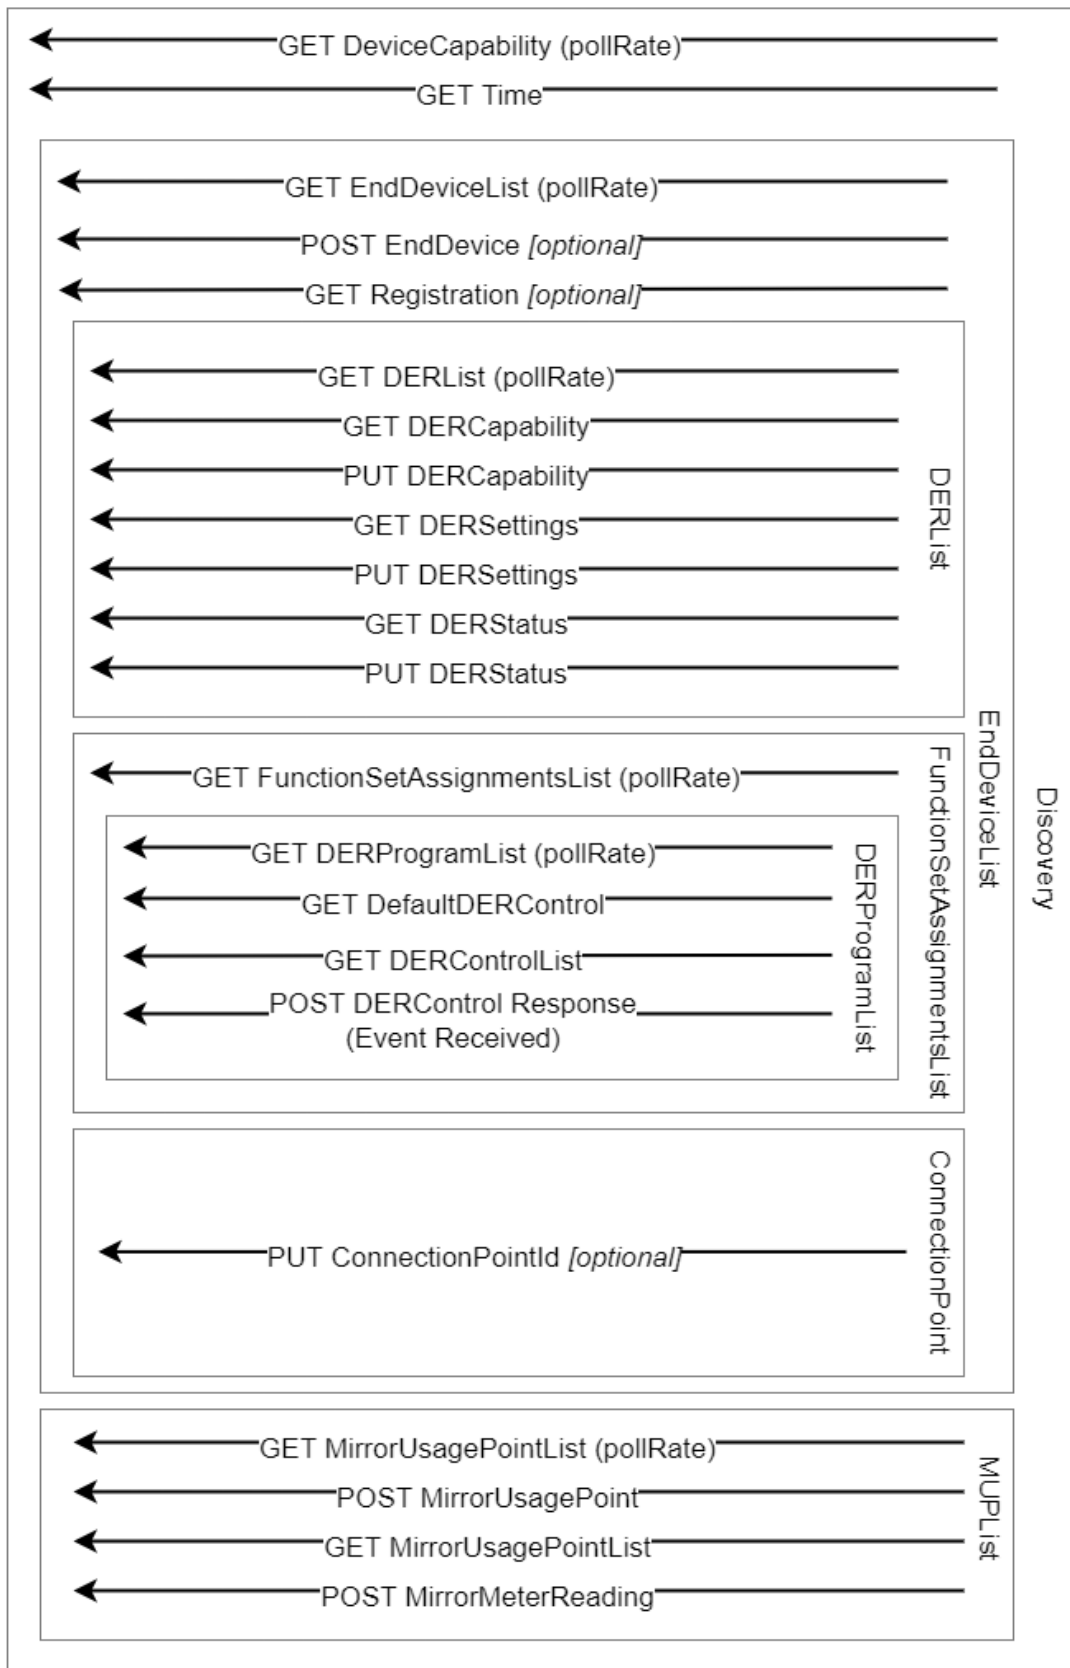 GET DeviceCapability (pollRate)
GET Time
GET EndDeviceList (pollRate)
POST EndDevice [optional]
GET Registration [optional]
GET DERList (pollRate)
GET DERCapability
PUT DERCapability
GET DERSettings
PUT DERSettings
GET DERStatus
PUT DERStatus
DERList
GET FunctionSetAssignmentsList (pollRate)
GET DERProgramList (pollRate)
GET DefaultDERControl
GET DERControlList
POST DERControl Response
(Event Received)
DERProgramList
FunctionSetAssignmentsList
PUT ConnectionPointId [optional]
ConnectionPoint
EndDeviceList
GET MirrorUsagePointList (pollRate)
POST MirrorUsagePoint
GET MirrorUsagePointList
POST MirrorMeterReading
MUPList
Discovery